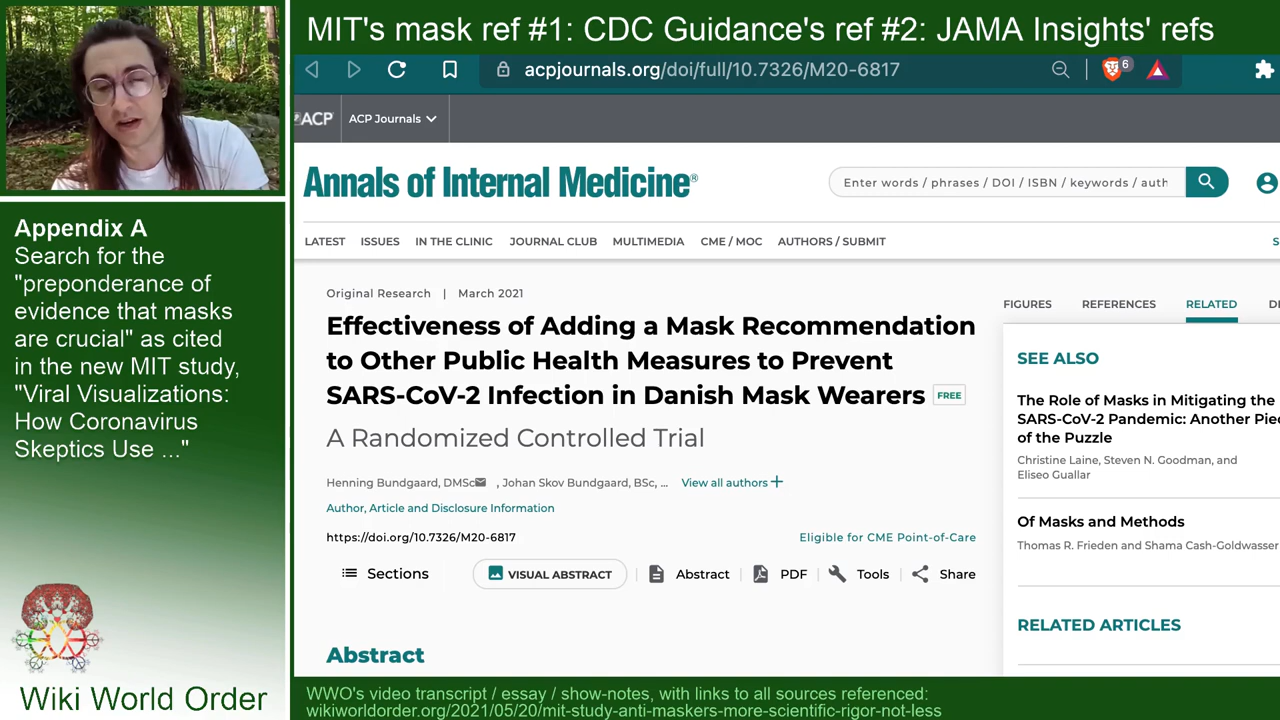 MIT's mask ref #1: CDC Guidance's ref #2: JAMA Insights' refs
acpjournals.org/doi/full/10.7326/M20-6817
6
ACP
ACP Journals
Annals of Internal Medicine®
Enter words / phrases / DOI / ISBN / keywords / auth
LATEST ISSUES IN THE CLINIC JOURNAL CLUB MULTIMEDIA CME / MOC AUTHORS / SUBMIT
S
Original Research | March 2021
Effectiveness of Adding a Mask Recommendation
to Other Public Health Measures to Prevent
SARS-CoV-2 Infection in Danish Mask Wearers FREE
A Randomized Controlled Trial
Henning Bundgaard, DMSc , Johan Skov Bundgaard, BSc, ... View all authors +
Author, Article and Disclosure Information
https://doi.org/10.7326/M20-6817
Eligible for CME Point-of-Care
Sections
VISUAL ABSTRACT
Abstract
PDF
Tools
Share
Abstract
FIGURES REFERENCES RELATED D
SEE ALSO
The Role of Masks in Mitigating the
SARS-CoV-2 Pandemic: Another Piec
of the Puzzle
Christine Laine, Steven N. Goodman, and
Eliseo Guallar
Of Masks and Methods
Thomas R. Frieden and Shama Cash-Goldwasser
RELATED ARTICLES
Appendix A
Search for the
"preponderance of
evidence that masks
are crucial" as cited
in the new MIT study,
"Viral Visualizations:
How Coronavirus
Skeptics Use ..."
Wiki World Order
WWO's video transcript / essay / show-notes, with links to all sources referenced:
wikiworldorder.org/2021/05/20/mit-study-anti-maskers-more-scientific-rigor-not-less